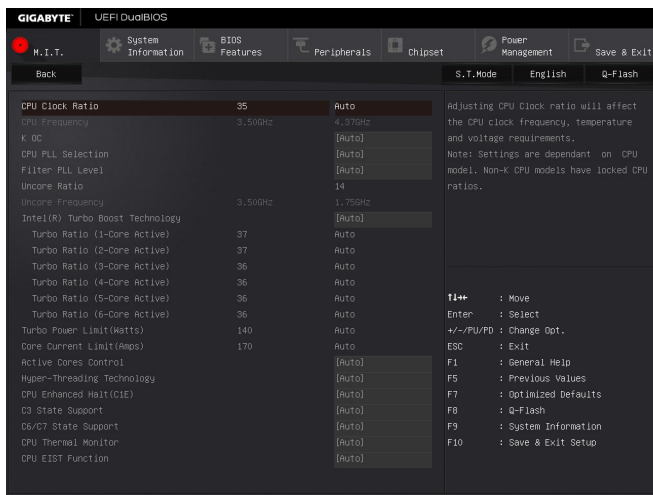 GIGABYTE™ UEFI DualBIOS
M.I.T.
System Information
BIOS Features
Peripherals
Chipset
Power Management
Save & Exit
Back
S.T.Mode English Q-Flash
CPU Clock Ratio 35 Auto
CPU Frequency 3.50GHz 4.37GHz
K OC [Auto]
CPU PLL Selection [Auto]
Filter PLL Level [Auto]
Uncore Ratio 14
Uncore Frequency 3.50GHz 1.75GHz
Intel(R) Turbo Boost Technology [Auto]
Turbo Ratio (1-Core Active) 37 Auto
Turbo Ratio (2-Core Active) 37 Auto
Turbo Ratio (3-Core Active) 36 Auto
Turbo Ratio (4-Core Active) 36 Auto
Turbo Ratio (5-Core Active) 36 Auto
Turbo Ratio (6-Core Active) 36 Auto
Turbo Power Limit(Watts) 140 Auto
Core Current Limit(Amps) 170 Auto
Active Cores Control [Auto]
Hyper-Threading Technology [Auto]
CPU Enhanced Halt(C1E) [Auto]
C3 State Support [Auto]
C6/C7 State Support [Auto]
CPU Thermal Monitor [Auto]
CPU EIST Function [Auto]
Adjusting CPU Clock ratio will affect
the CPU clock frequency, temperature
and voltage requirements.
Note: Settings are dependant on CPU
model. Non-K CPU models have locked CPU
ratios.
↑↓→← : Move
Enter : Select
+/-/PU/PD : Change Opt.
ESC : Exit
F1 : General Help
F5 : Previous Values
F7 : Optimized Defaults
F8 : Q-Flash
F9 : System Information
F10 : Save & Exit Setup